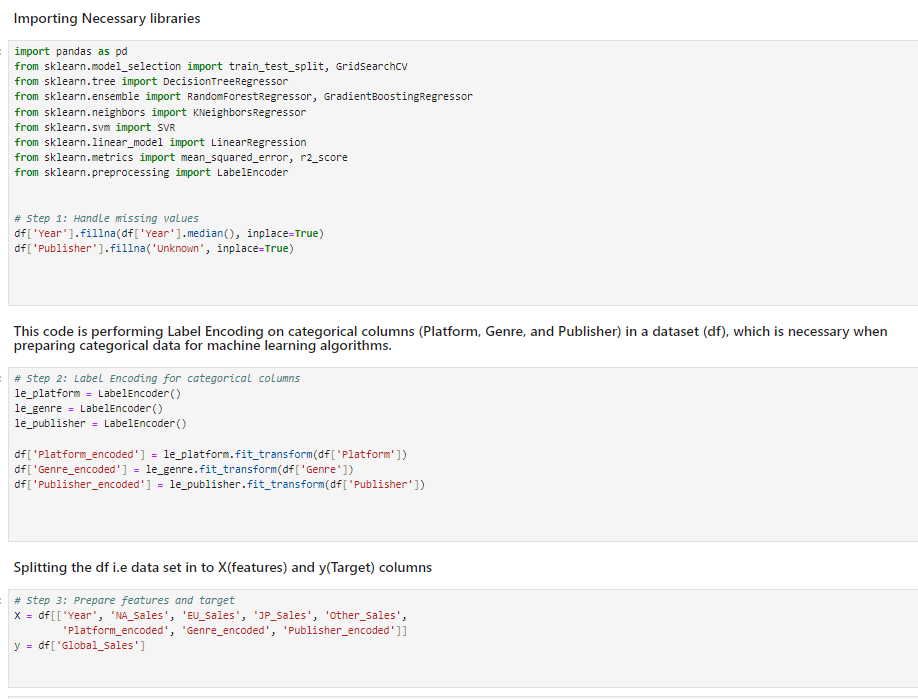 Importing Necessary libraries
import pandas as pd
from sklearn.model_selection import train_test_split, GridSearchCV
from sklearn.tree import DecisionTreeRegressor
from sklearn.ensemble import RandomForestRegressor, GradientBoostingRegressor
from sklearn.neighbors import KNeighborsRegressor
from sklearn.svm import SVR
from sklearn.linear_model import LinearRegression
from sklearn.metrics import mean_squared_error, r2_score
from sklearn.preprocessing import LabelEncoder
# Step 1: Handle missing values
df['Year'].fillna(df['Year'].median(), inplace=True)
df['Publisher'].fillna('Unknown', inplace=True)
This code is performing Label Encoding on categorical columns (Platform, Genre, and Publisher) in a dataset (df), which is necessary when
preparing categorical data for machine learning algorithms.
# Step 2: Label Encoding for categorical columns
le_platform = LabelEncoder()
le_genre = LabelEncoder()
le_publisher = LabelEncoder()
df['Platform_encoded'] = le_platform.fit_transform(df['Platform'])
df['Genre_encoded'] = le_genre.fit_transform(df['Genre'])
df['Publisher_encoded'] = le_publisher.fit_transform(df['Publisher'])
Splitting the df i.e data set in to X(features) and y(Target) columns
# Step 3: Prepare features and target
X = df[['Year', 'NA_Sales', 'EU_Sales', 'JP_Sales', 'Other_Sales',
'Platform_encoded', 'Genre_encoded', 'Publisher_encoded']]
y = df['Global_Sales']